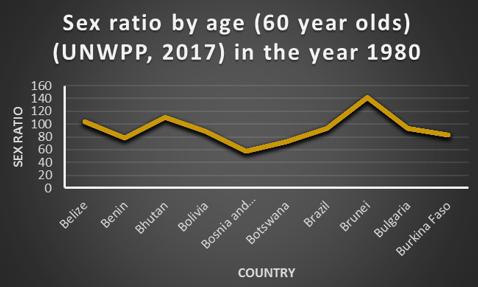 Sex ratio by age (60 year olds)
(UNWPP, 2017) in the year 1980
160
140
120
100
80
60
40
20
0
SEX RATIO
Belize
Benin
Bhutan
Bolivia
Bosnia and...
Botswana
Brazil
Brunei
Bulgaria
Burkina Faso
COUNTRY